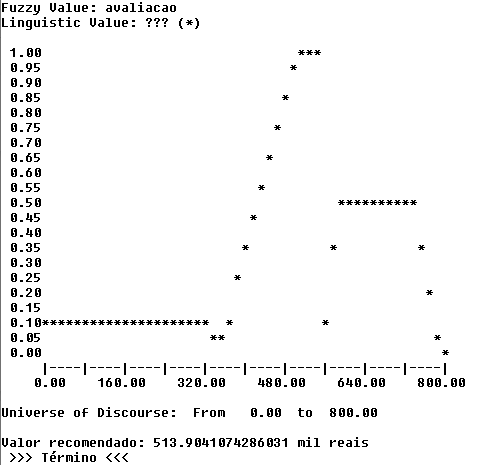 Fuzzy Value: avaliacao
Linguistic Value: ??? (*)
1.00 ***
0.95 *
0.90
0.85 *
0.80
0.75 *
0.70
0.65 *
0.60
0.55 *
0.50 **********
0.45 *
0.40
0.35 * * *
0.30
0.25 *
0.20 *
0.15
0.10********************* * *
0.05 ** *
0.00 *
|----|----|----|----|----|----|----|----|----|----|
0.00 160.00 320.00 480.00 640.00 800.00
Universe of Discourse: From 0.00 to 800.00
Valor recomendado: 513.9041074286031 mil reais
>>> Término <<<